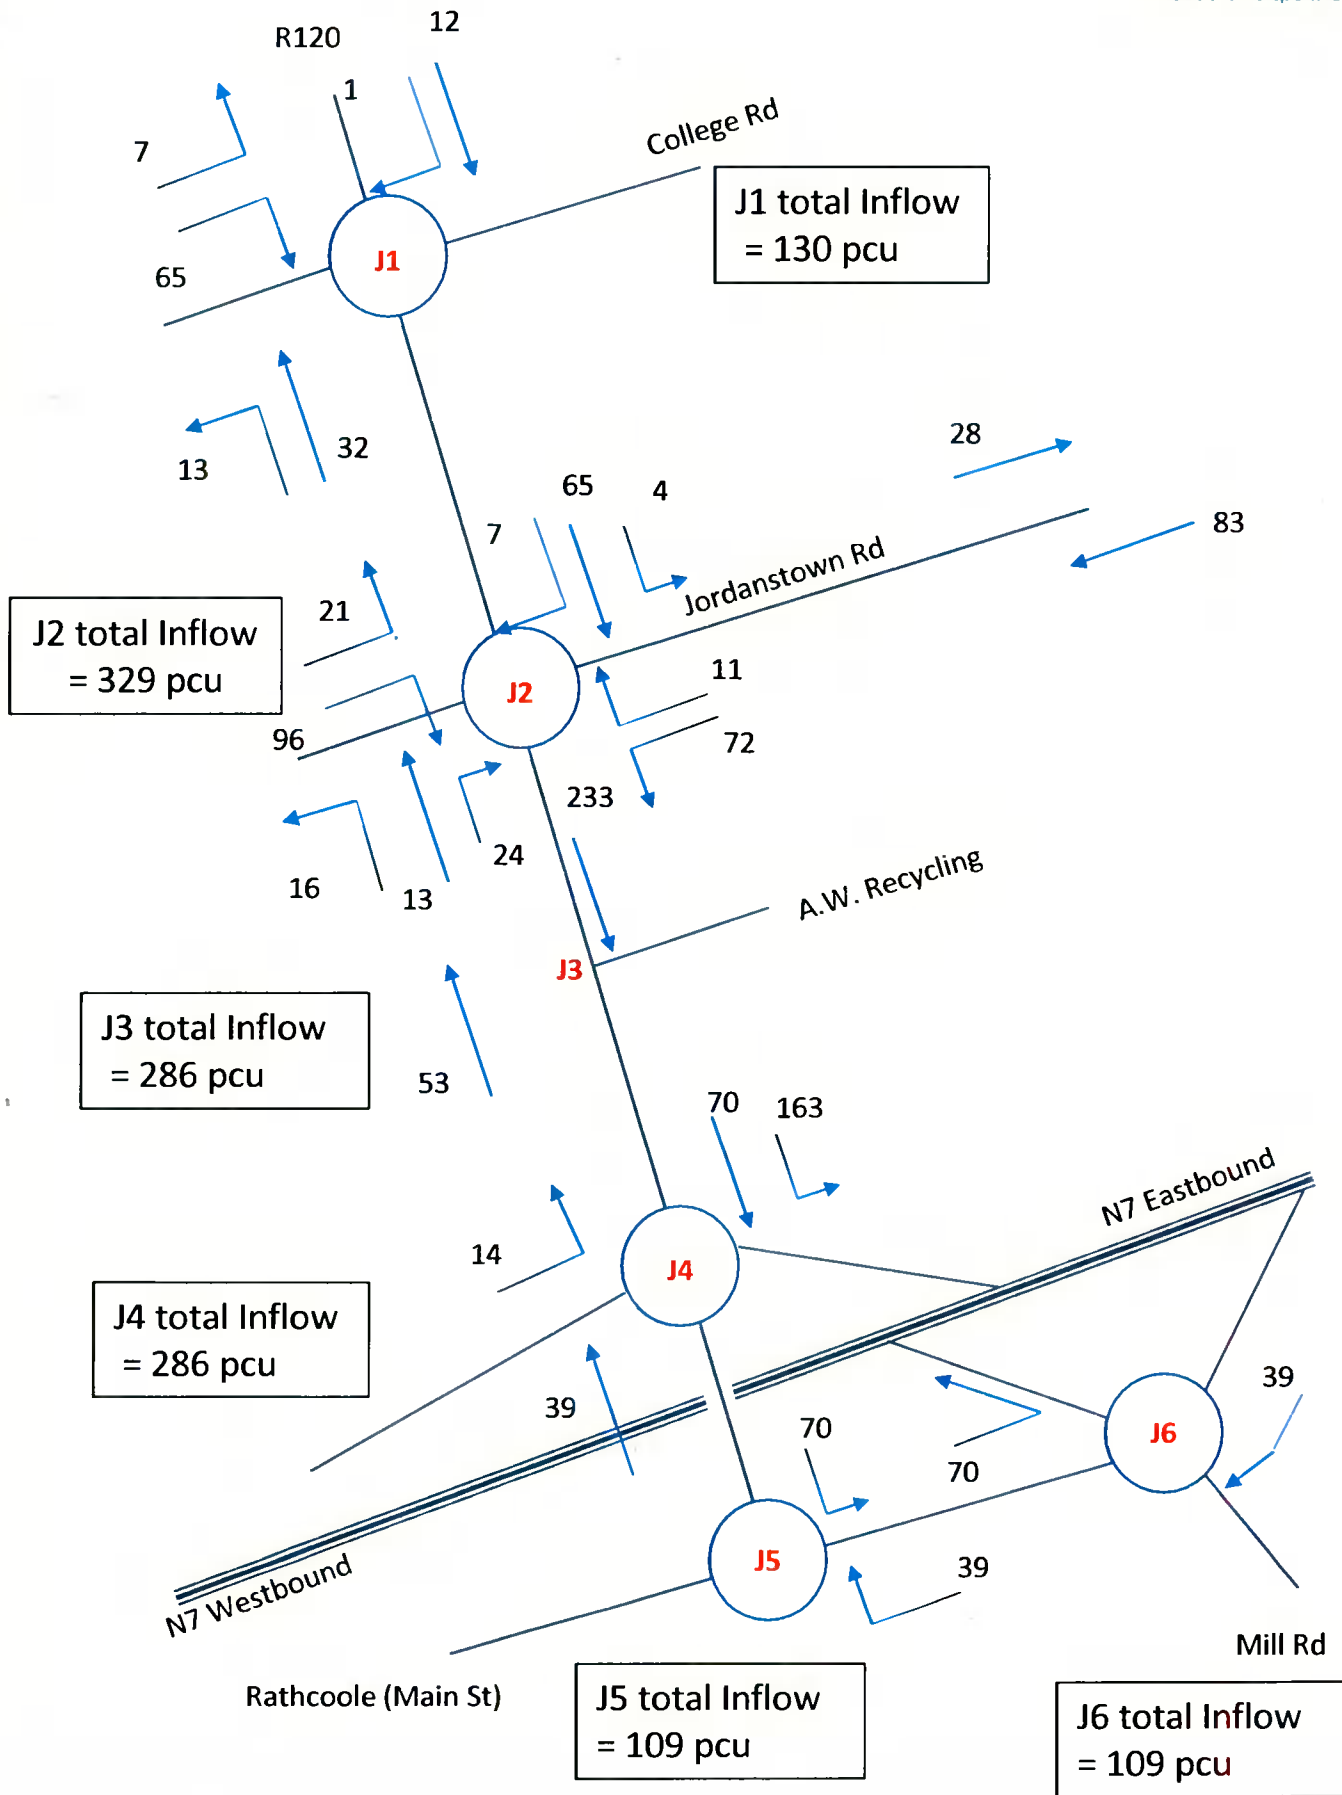 12
R120
1
College Rd
7
J1 total Inflow
= 130 pcu
J1
65
32
13
28
65
4
7
83
Jordanstown Rd
21
J2 total Inflow
= 329 pcu
11
J2
72
96
233
24
16
13
A.W. Recycling
J3
J3 total Inflow
= 286 pcu
53
70
163
N7 Eastbound
14
J4
J4 total Inflow
= 286 pcu
39
39
70
J6
70
J5
39
N7 Westbound
Mill Rd
Rathcoole (Main St)
J5 total Inflow
= 109 pcu
J6 total Inflow
= 109 pcu